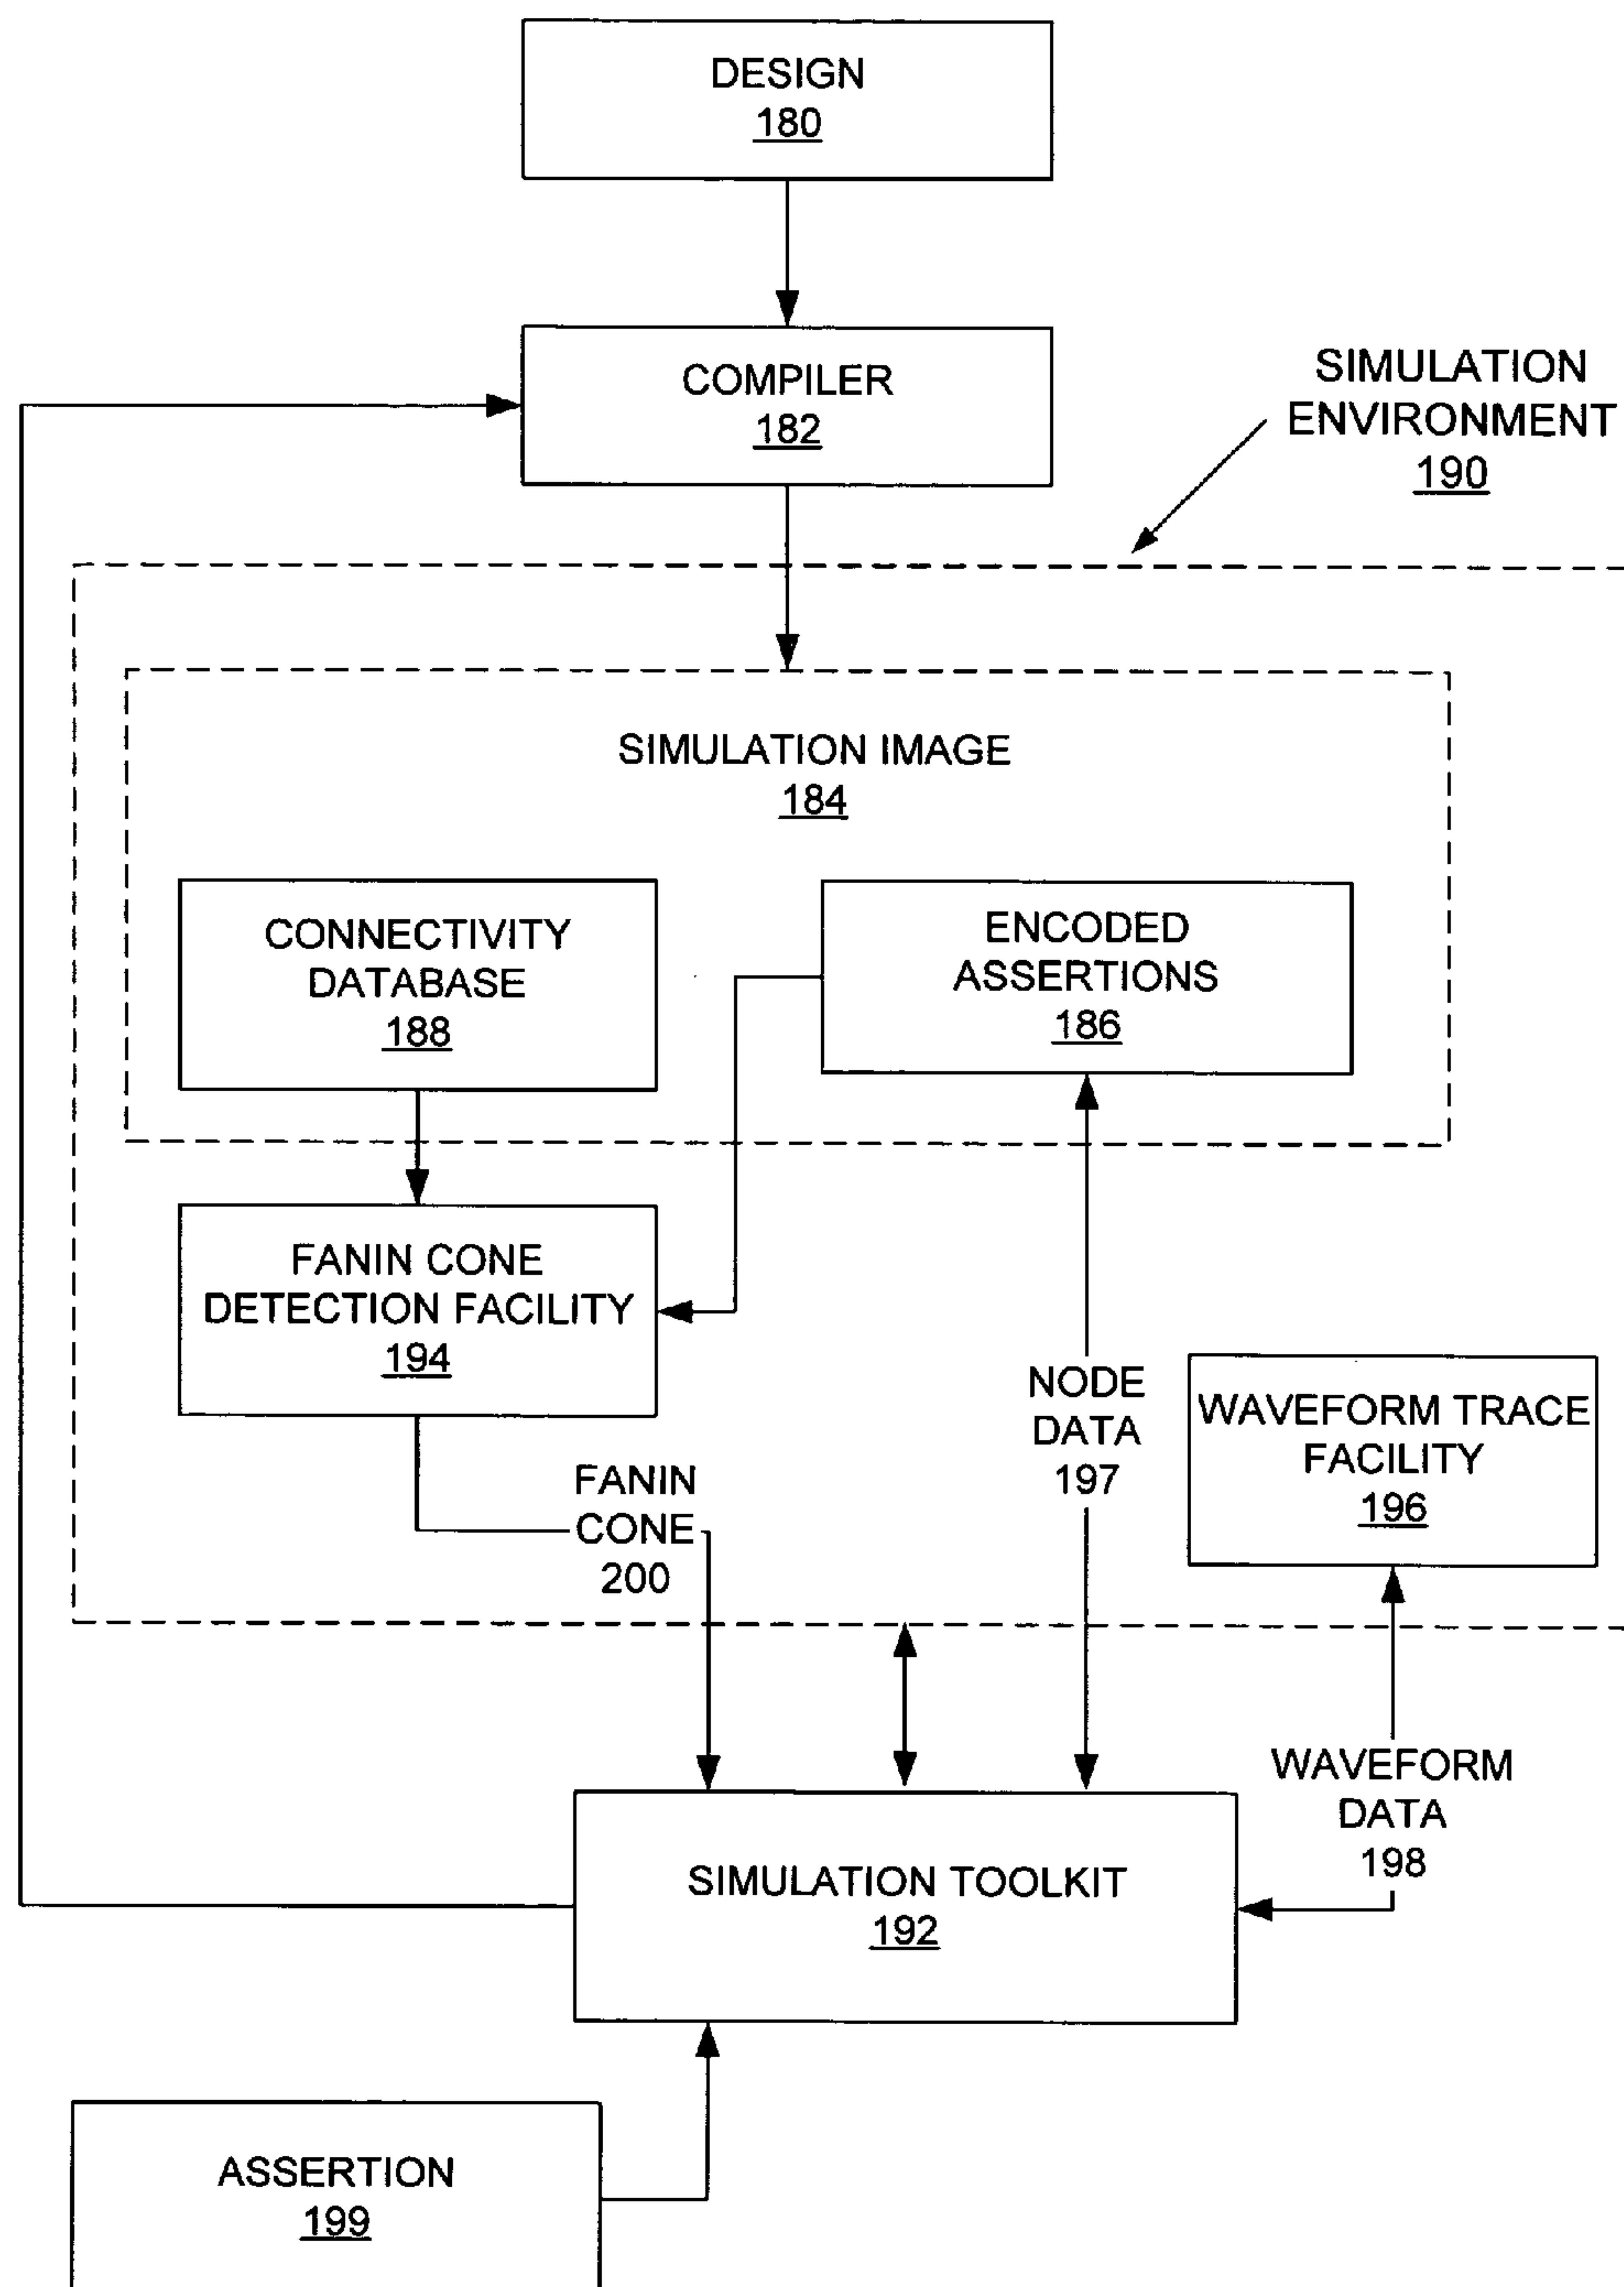 DESIGN
180
COMPILER
182
SIMULATION
ENVIRONMENT
190
SIMULATION IMAGE
184
CONNECTIVITY
DATABASE
188
ENCODED
ASSERTIONS
186
FANIN CONE
DETECTION FACILITY
194
NODE
DATA
197
WAVEFORM TRACE
FACILITY
196
FANIN
CONE
200
WAVEFORM
DATA
198
SIMULATION TOOLKIT
192
ASSERTION
199